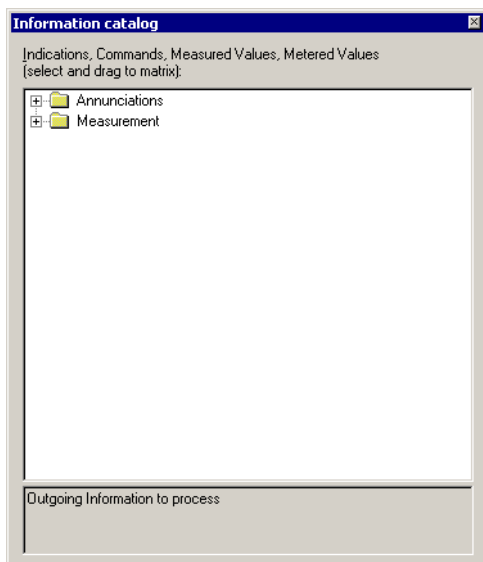 Information catalog
Indications, Commands, Measured Values, Metered Values
(select and drag to matrix):
Annunciations
Measurement
Outgoing Information to process